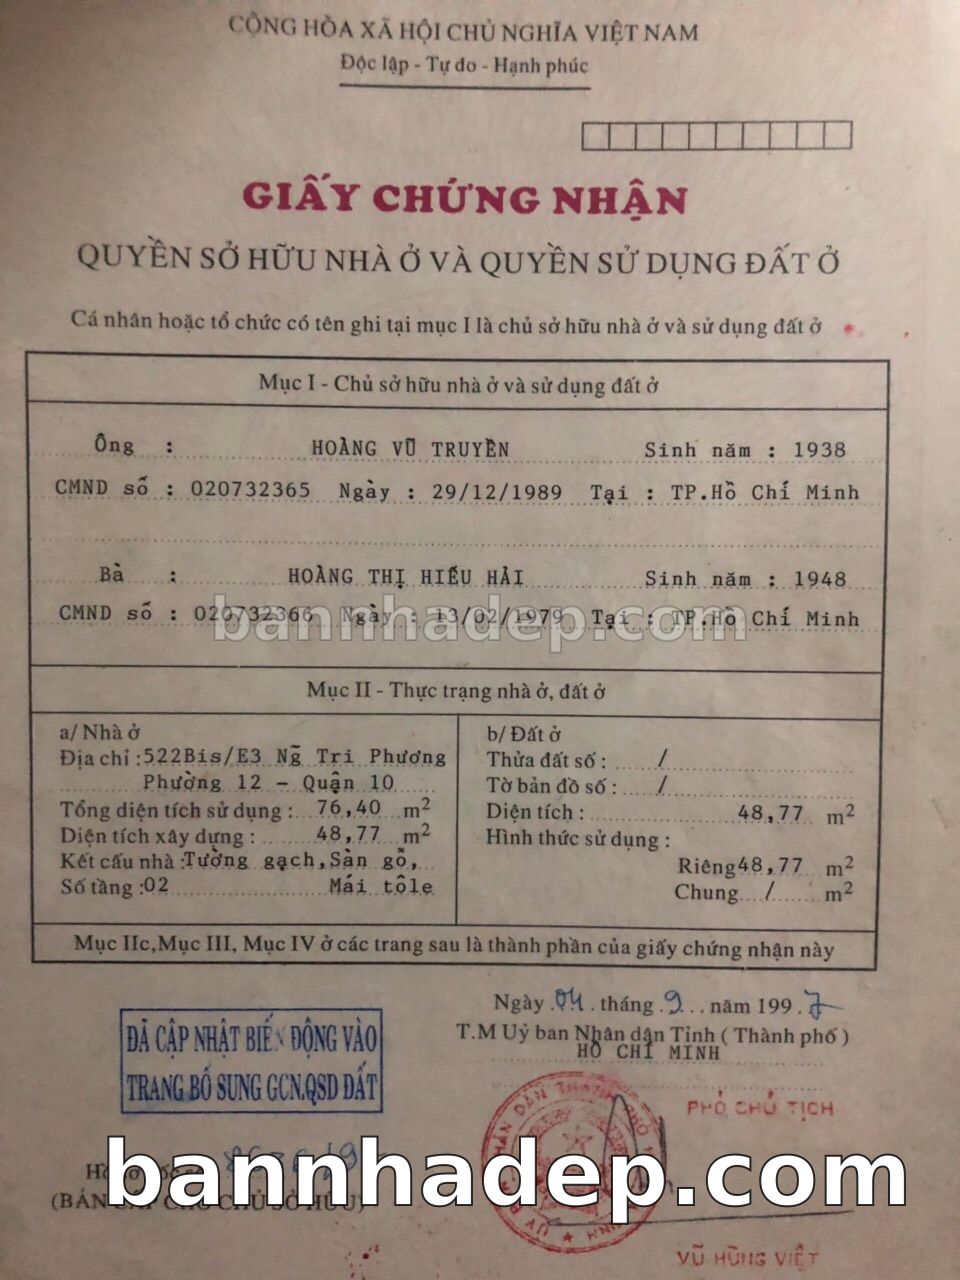 CỘNG HÒA XÃ HỘI CHỦ NGHĨA VIỆT NAM
Độc lập - Tự do - Hạnh phúc
GIẤY CHỨNG NHẬN
QUYỀN SỞ HỮU NHÀ Ở VÀ QUYỀN SỬ DỤNG ĐẤT Ở
Cá nhân hoặc tổ chức có tên ghi tại mục I là chủ sở hữu nhà ở và sử dụng đất ở
Mục I - Chủ sở hữu nhà ở và sử dụng đất ở
Ông : HOÀNG VŨ TRUYỀN Sinh năm : 1938
CMND số : 020732365 Ngày : 29/12/1989 Tại : TP.Hồ Chí Minh
Bà : HOÀNG THỊ HIẾU HẢI Sinh năm : 1948
CMND số : 020732366 Ngày : 13/02/1979 Tại : TP.Hồ Chí Minh
bannhadep.com
Mục II - Thực trạng nhà ở, đất ở
a/ Nhà ở
Địa chỉ : 522Bis/E3 Ng̃ Tri Phương
Phường 12 - Quận 10
Tổng diện tích sử dụng : 76,40 m2
Diện tích xây dựng : 48,77 m2
Kết cấu nhà : Tường gạch, Sàn gỗ,
Số tầng : 02 Mái tôle
b/ Đất ở
Thửa đất số : /
Tờ bản đồ số : /
Diện tích : 48,77 m2
Hình thức sử dụng :
Riêng 48,77 m2
Chung / m2
Mục IIc, Mục III, Mục IV ở các trang sau là thành phần của giấy chứng nhận này
Ngày 04 tháng 9 năm 1997
T.M Uỷ ban Nhân dân Tỉnh ( Thành phố )
HỒ CHÍ MINH
ĐÃ CẬP NHẬT BIẾN ĐỘNG VÀO
TRANG BỔ SUNG GCN.QSD ĐẤT
PHÓ CHỦ TỊCH
bannhadep.com
(BẢN CẤP CHO CHỦ SỞ HỮU)
VŨ HÙNG VIỆT